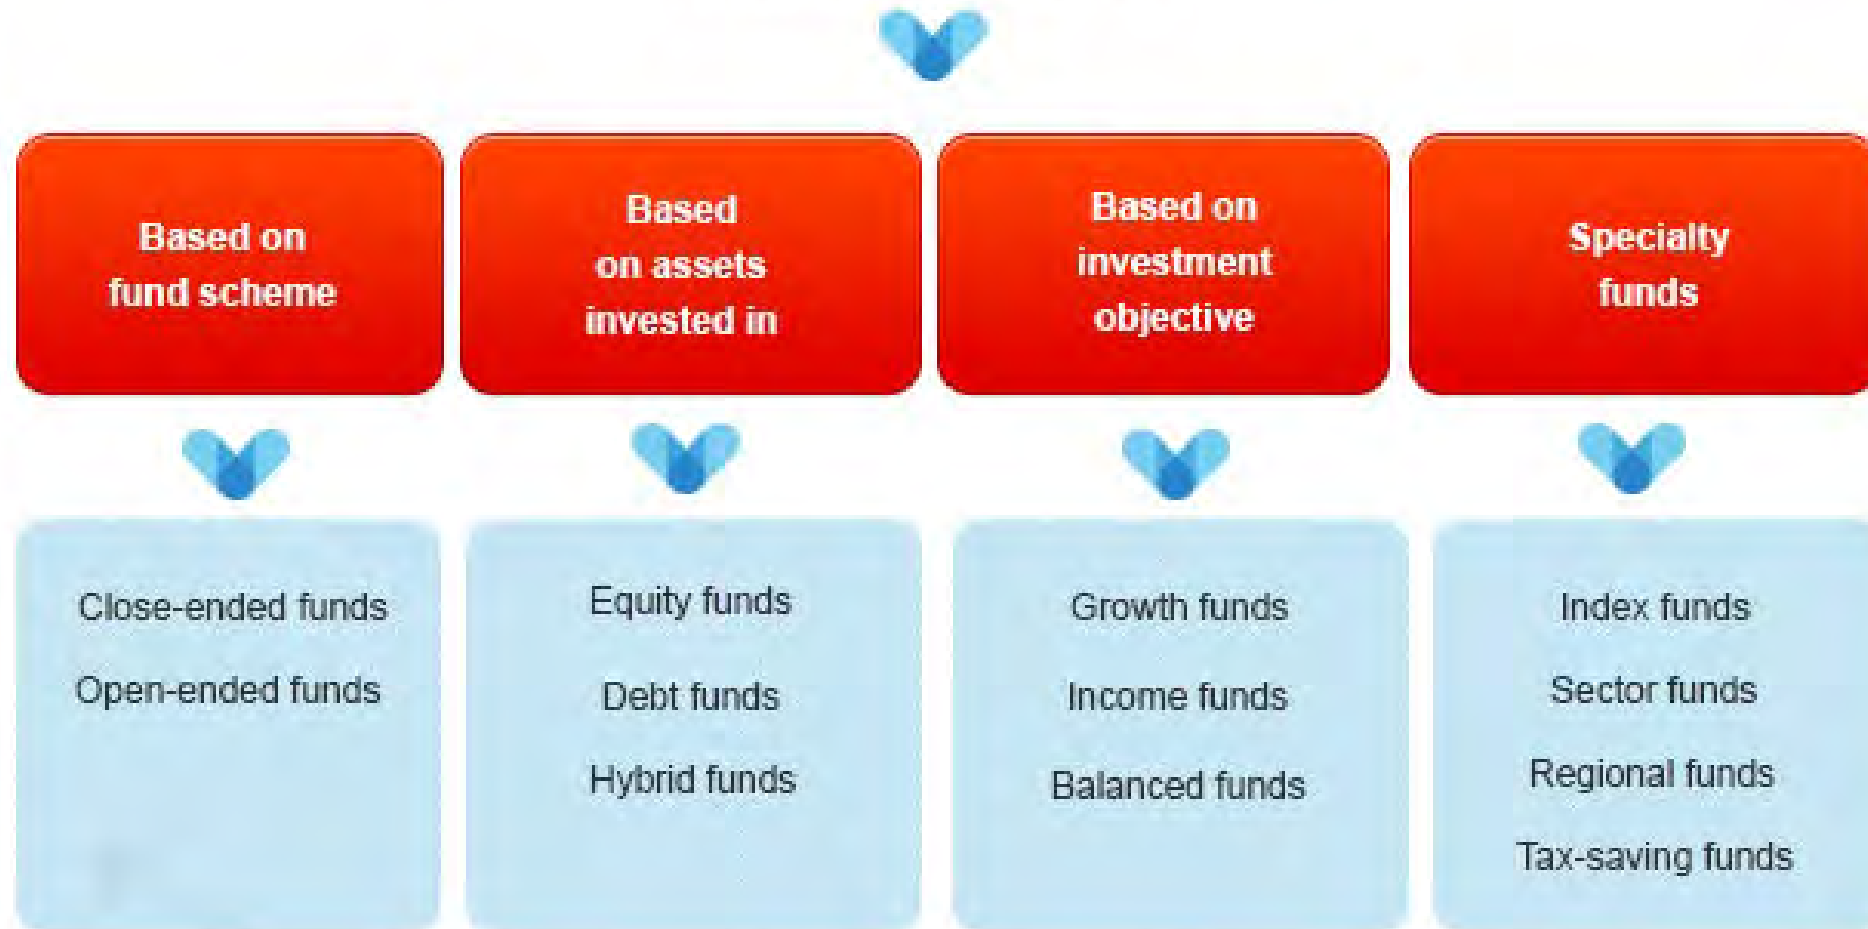 Based on
fund scheme
Based
on assets
invested in
Based on
investment
objective
Specialty
funds
Close-ended funds
Open-ended funds
Equity funds
Debt funds
Hybrid funds
Growth funds
Income funds
Balanced funds
Index funds
Sector funds
Regional funds
Tax-saving funds